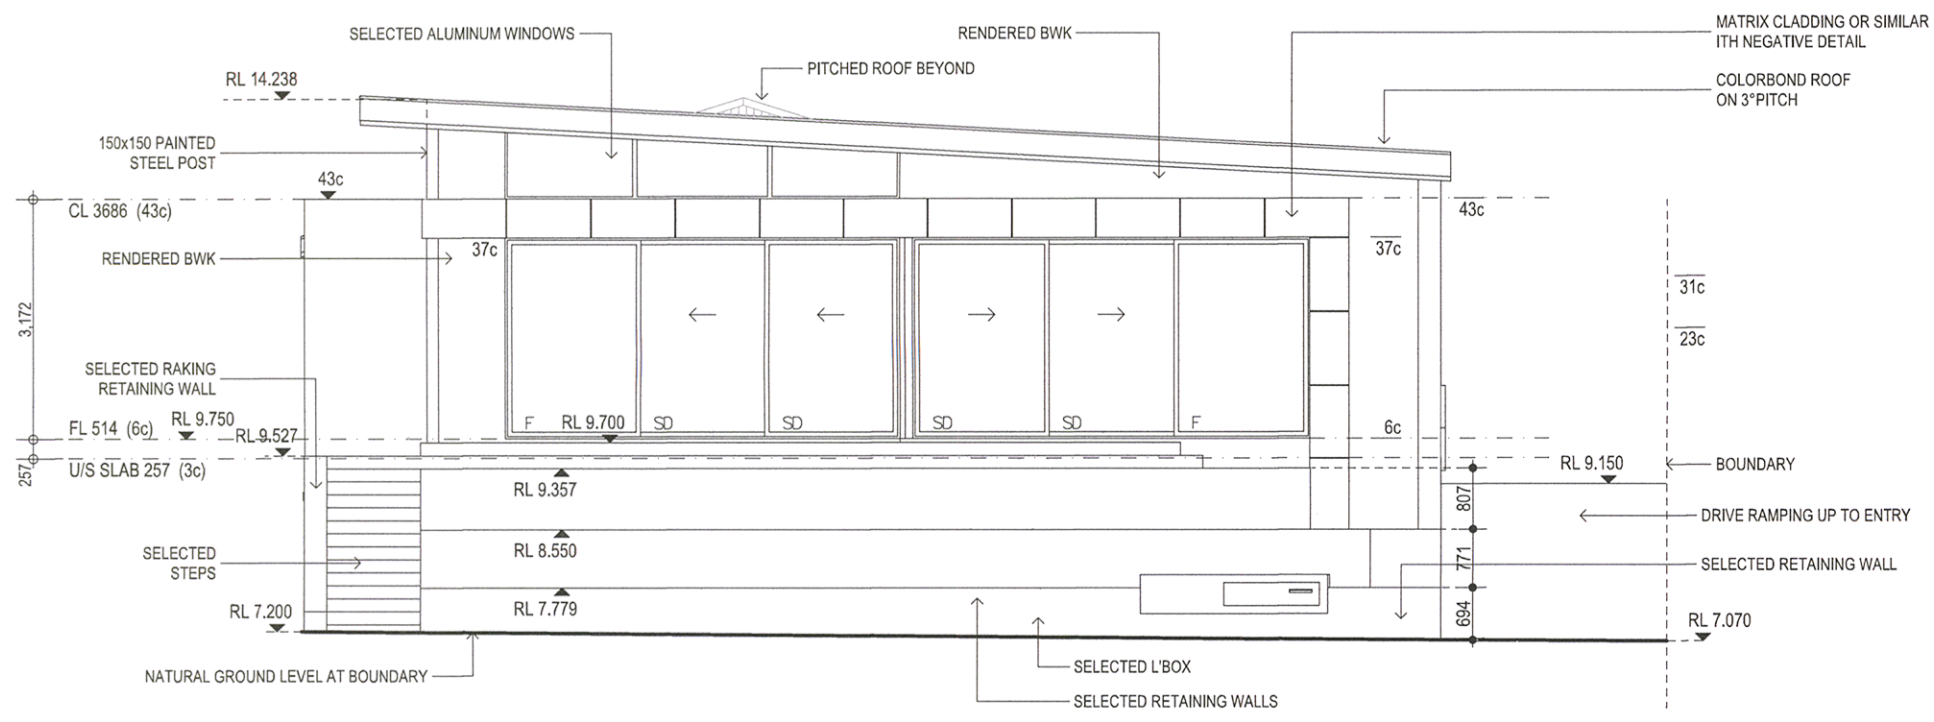 SELECTED ALUMINUM WINDOWS
RENDERED BWK
MATRIX CLADDING OR SIMILAR
ITH NEGATIVE DETAIL
PITCHED ROOF BEYOND
RL 14.238
COLORBOND ROOF
ON 3°PITCH
150x150 PAINTED
STEEL POST
43c
CL 3686 (43c)
43c
RENDERED BWK
37c
37c
31c
23c
3,172
SELECTED RAKING
RETAINING WALL
FL 514 (6c)
RL 9.750
RL 9.527
F
SD
RL 9.700
SD
SD
SD
F
6c
U/S SLAB 257 (3c)
257
RL 9.357
RL 9.150
BOUNDARY
807
DRIVE RAMPING UP TO ENTRY
SELECTED
STEPS
RL 8.550
771
SELECTED RETAINING WALL
RL 7.200
RL 7.779
694
RL 7.070
NATURAL GROUND LEVEL AT BOUNDARY
SELECTED L'BOX
SELECTED RETAINING WALLS